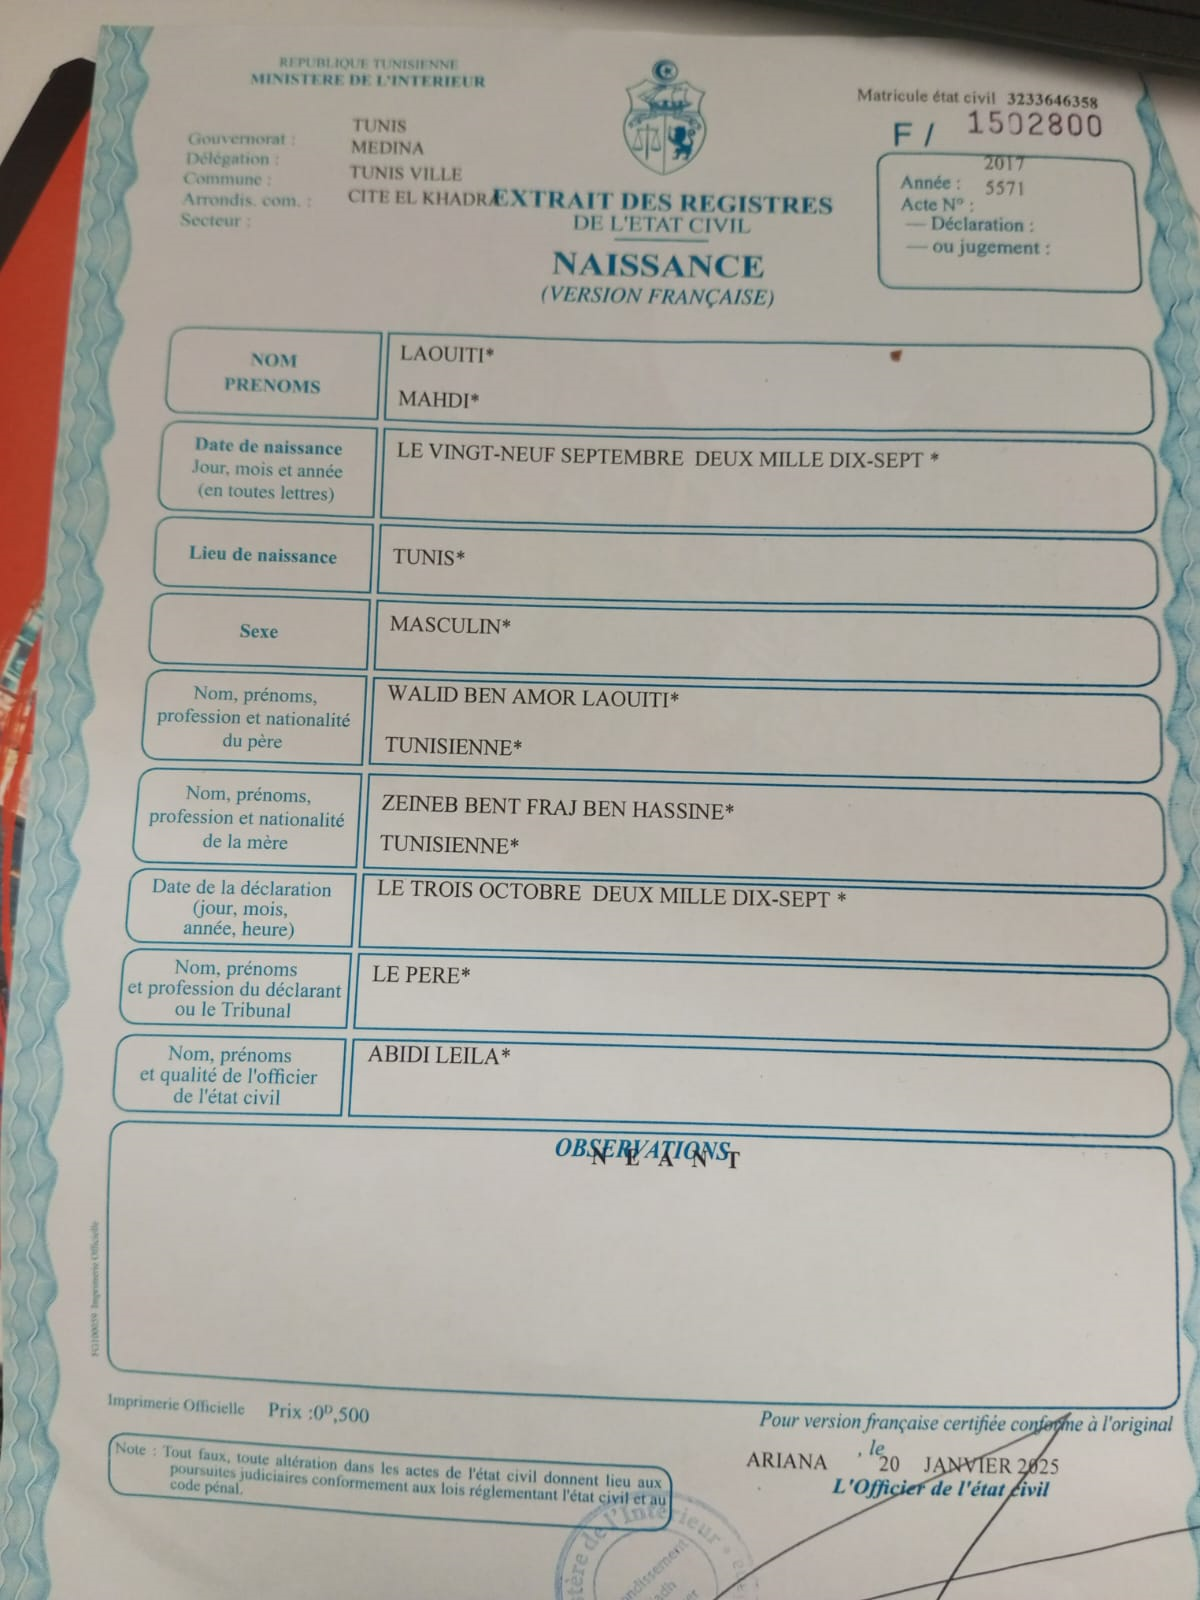 REPUBLIQUE TUNISIENNE
MINISTERE DE L'INTERIEUR
Gouvernorat : TUNIS
Délégation : MEDINA
Commune : TUNIS VILLE
Arrondis. com. : CITE EL KHADRA
Secteur :
Matricule état civil 3233646358
F / 1502800
2017
Année : 5571
Acte N° :
— Déclaration :
— ou jugement :
EXTRAIT DES REGISTRES
DE L'ETAT CIVIL
NAISSANCE
(VERSION FRANÇAISE)
NOM LAOUITI*
PRENOMS MAHDI*
Date de naissance LE VINGT-NEUF SEPTEMBRE DEUX MILLE DIX-SEPT *
Jour, mois et année
(en toutes lettres)
Lieu de naissance TUNIS*
Sexe MASCULIN*
Nom, prénoms, WALID BEN AMOR LAOUITI*
profession et nationalité
du père TUNISIENNE*
Nom, prénoms, ZEINEB BENT FRAJ BEN HASSINE*
profession et nationalité
de la mère TUNISIENNE*
Date de la déclaration LE TROIS OCTOBRE DEUX MILLE DIX-SEPT *
(jour, mois,
année, heure)
Nom, prénoms LE PERE*
et profession du déclarant
ou le Tribunal
Nom, prénoms ABIDI LEILA*
et qualité de l'officier
de l'état civil
OBSERVATIONS
N E A N T
FG100059 Imprimerie Officielle
Imprimerie Officielle Prix :0ᴰ,500
Note : Tout faux, toute altération dans les actes de l'état civil donnent lieu aux
poursuites judiciaires conformement aux lois réglementant l'état civil et au
code pénal.
Pour version française certifiée conforme à l'original
ARIANA , le 20 JANVIER 2025
L'Officier de l'état civil
de l'Intérieur